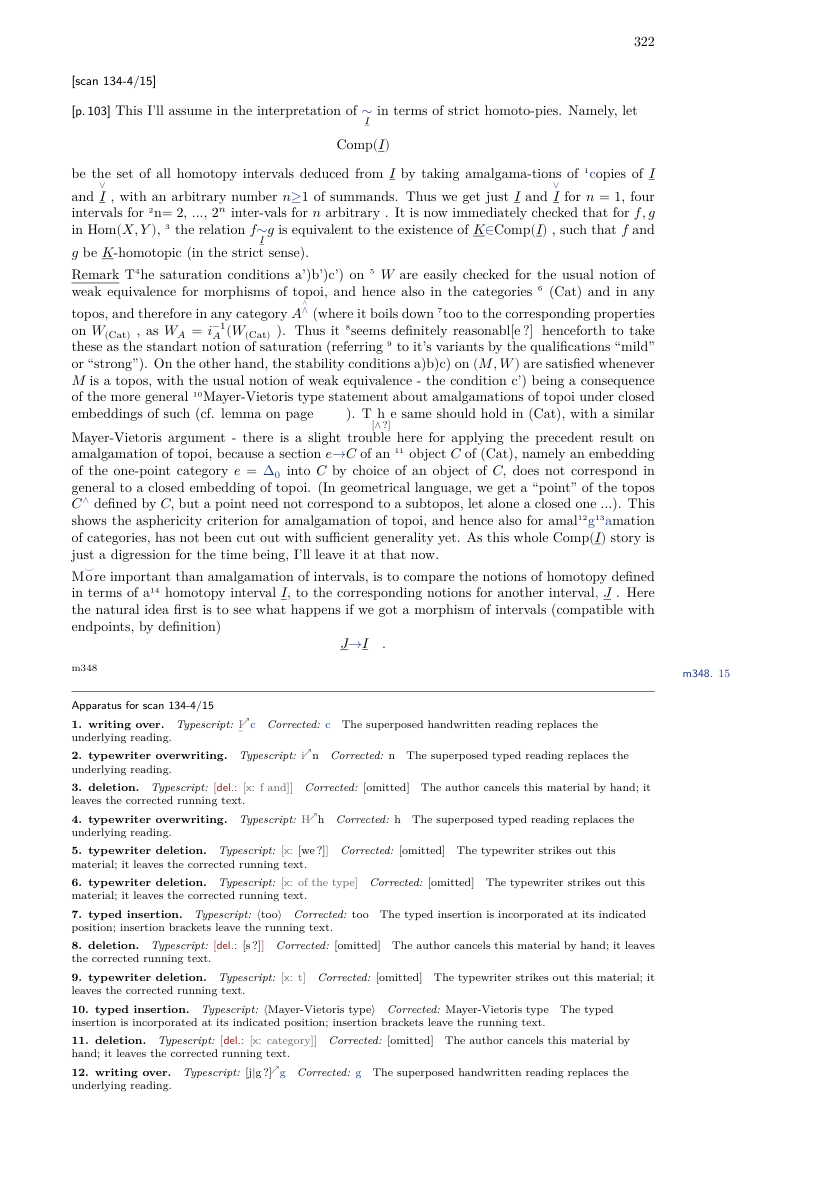 322
[scan 134-4/15]
[p. 103] This I'll assume in the interpretation of ∼ in terms of strict homoto-pies. Namely, let
I
Comp(I)
be the set of all homotopy intervals deduced from I by taking amalgama-tions of ¹copies of I
∨ ∨
and I , with an arbitrary number n≥1 of summands. Thus we get just I and I for n = 1, four
intervals for ²n= 2, ..., 2ⁿ inter-vals for n arbitrary . It is now immediately checked that for f, g
in Hom(X, Y), ³ the relation f∼g is equivalent to the existence of K∈Comp(I) , such that f and
I
g be K-homotopic (in the strict sense).
Remark T⁴he saturation conditions a')b')c') on ⁵ W are easily checked for the usual notion of
weak equivalence for morphisms of topoi, and hence also in the categories ⁶ (Cat) and in any
topos, and therefore in any category A^∧ (where it boils down ⁷too to the corresponding properties
on W_(Cat) , as W_A = i_A^{-1}(W_(Cat) ). Thus it ⁸seems definitely reasonabl[e ?] henceforth to take
these as the standart notion of saturation (referring ⁹ to it's variants by the qualifications “mild”
or “strong”). On the other hand, the stability conditions a)b)c) on (M, W) are satisfied whenever
M is a topos, with the usual notion of weak equivalence - the condition c') being a consequence
of the more general ¹⁰Mayer-Vietoris type statement about amalgamations of topoi under closed
embeddings of such (cf. lemma on page ). T h e same should hold in (Cat), with a similar
[∧ ?]
Mayer-Vietoris argument - there is a slight trouble here for applying the precedent result on
amalgamation of topoi, because a section e→C of an ¹¹ object C of (Cat), namely an embedding
of the one-point category e = Δ₀ into C by choice of an object of C, does not correspond in
general to a closed embedding of topoi. (In geometrical language, we get a “point” of the topos
C^∧ defined by C, but a point need not correspond to a subtopos, let alone a closed one ...). This
shows the asphericity criterion for amalgamation of topoi, and hence also for amal¹²g¹³amation
of categories, has not been cut out with sufficient generality yet. As this whole Comp(I) story is
just a digression for the time being, I'll leave it at that now.
More important than amalgamation of intervals, is to compare the notions of homotopy defined
in terms of a¹⁴ homotopy interval I, to the corresponding notions for another interval, J . Here
the natural idea first is to see what happens if we got a morphism of intervals (compatible with
endpoints, by definition)
J→I .
m348
m348. 15
Apparatus for scan 134-4/15
1. writing over. Typescript: I↗c Corrected: c The superposed handwritten reading replaces the
underlying reading.
2. typewriter overwriting. Typescript: i↗n Corrected: n The superposed typed reading replaces the
underlying reading.
3. deletion. Typescript: [del.: [x: f and]] Corrected: [omitted] The author cancels this material by hand; it
leaves the corrected running text.
4. typewriter overwriting. Typescript: H↗h Corrected: h The superposed typed reading replaces the
underlying reading.
5. typewriter deletion. Typescript: [x: [we ?]] Corrected: [omitted] The typewriter strikes out this
material; it leaves the corrected running text.
6. typewriter deletion. Typescript: [x: of the type] Corrected: [omitted] The typewriter strikes out this
material; it leaves the corrected running text.
7. typed insertion. Typescript: ⟨too⟩ Corrected: too The typed insertion is incorporated at its indicated
position; insertion brackets leave the running text.
8. deletion. Typescript: [del.: [s ?]] Corrected: [omitted] The author cancels this material by hand; it leaves
the corrected running text.
9. typewriter deletion. Typescript: [x: t] Corrected: [omitted] The typewriter strikes out this material; it
leaves the corrected running text.
10. typed insertion. Typescript: ⟨Mayer-Vietoris type⟩ Corrected: Mayer-Vietoris type The typed
insertion is incorporated at its indicated position; insertion brackets leave the running text.
11. deletion. Typescript: [del.: [x: category]] Corrected: [omitted] The author cancels this material by
hand; it leaves the corrected running text.
12. writing over. Typescript: [j|g ?]↗g Corrected: g The superposed handwritten reading replaces the
underlying reading.